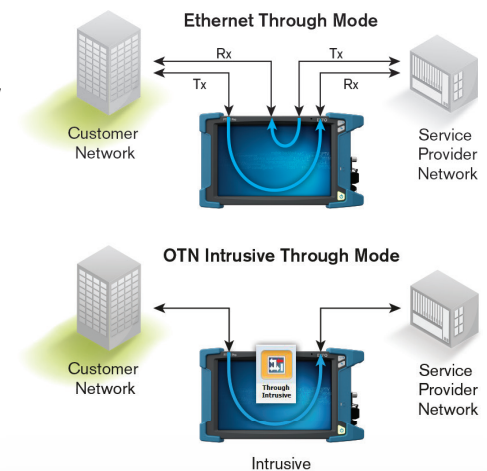 Ethernet Through Mode
Rx
Tx
Tx
Rx
Customer
Network
Service
Provider
Network
OTN Intrusive Through Mode
Through
Intrusive
Customer
Network
Service
Provider
Network
Intrusive